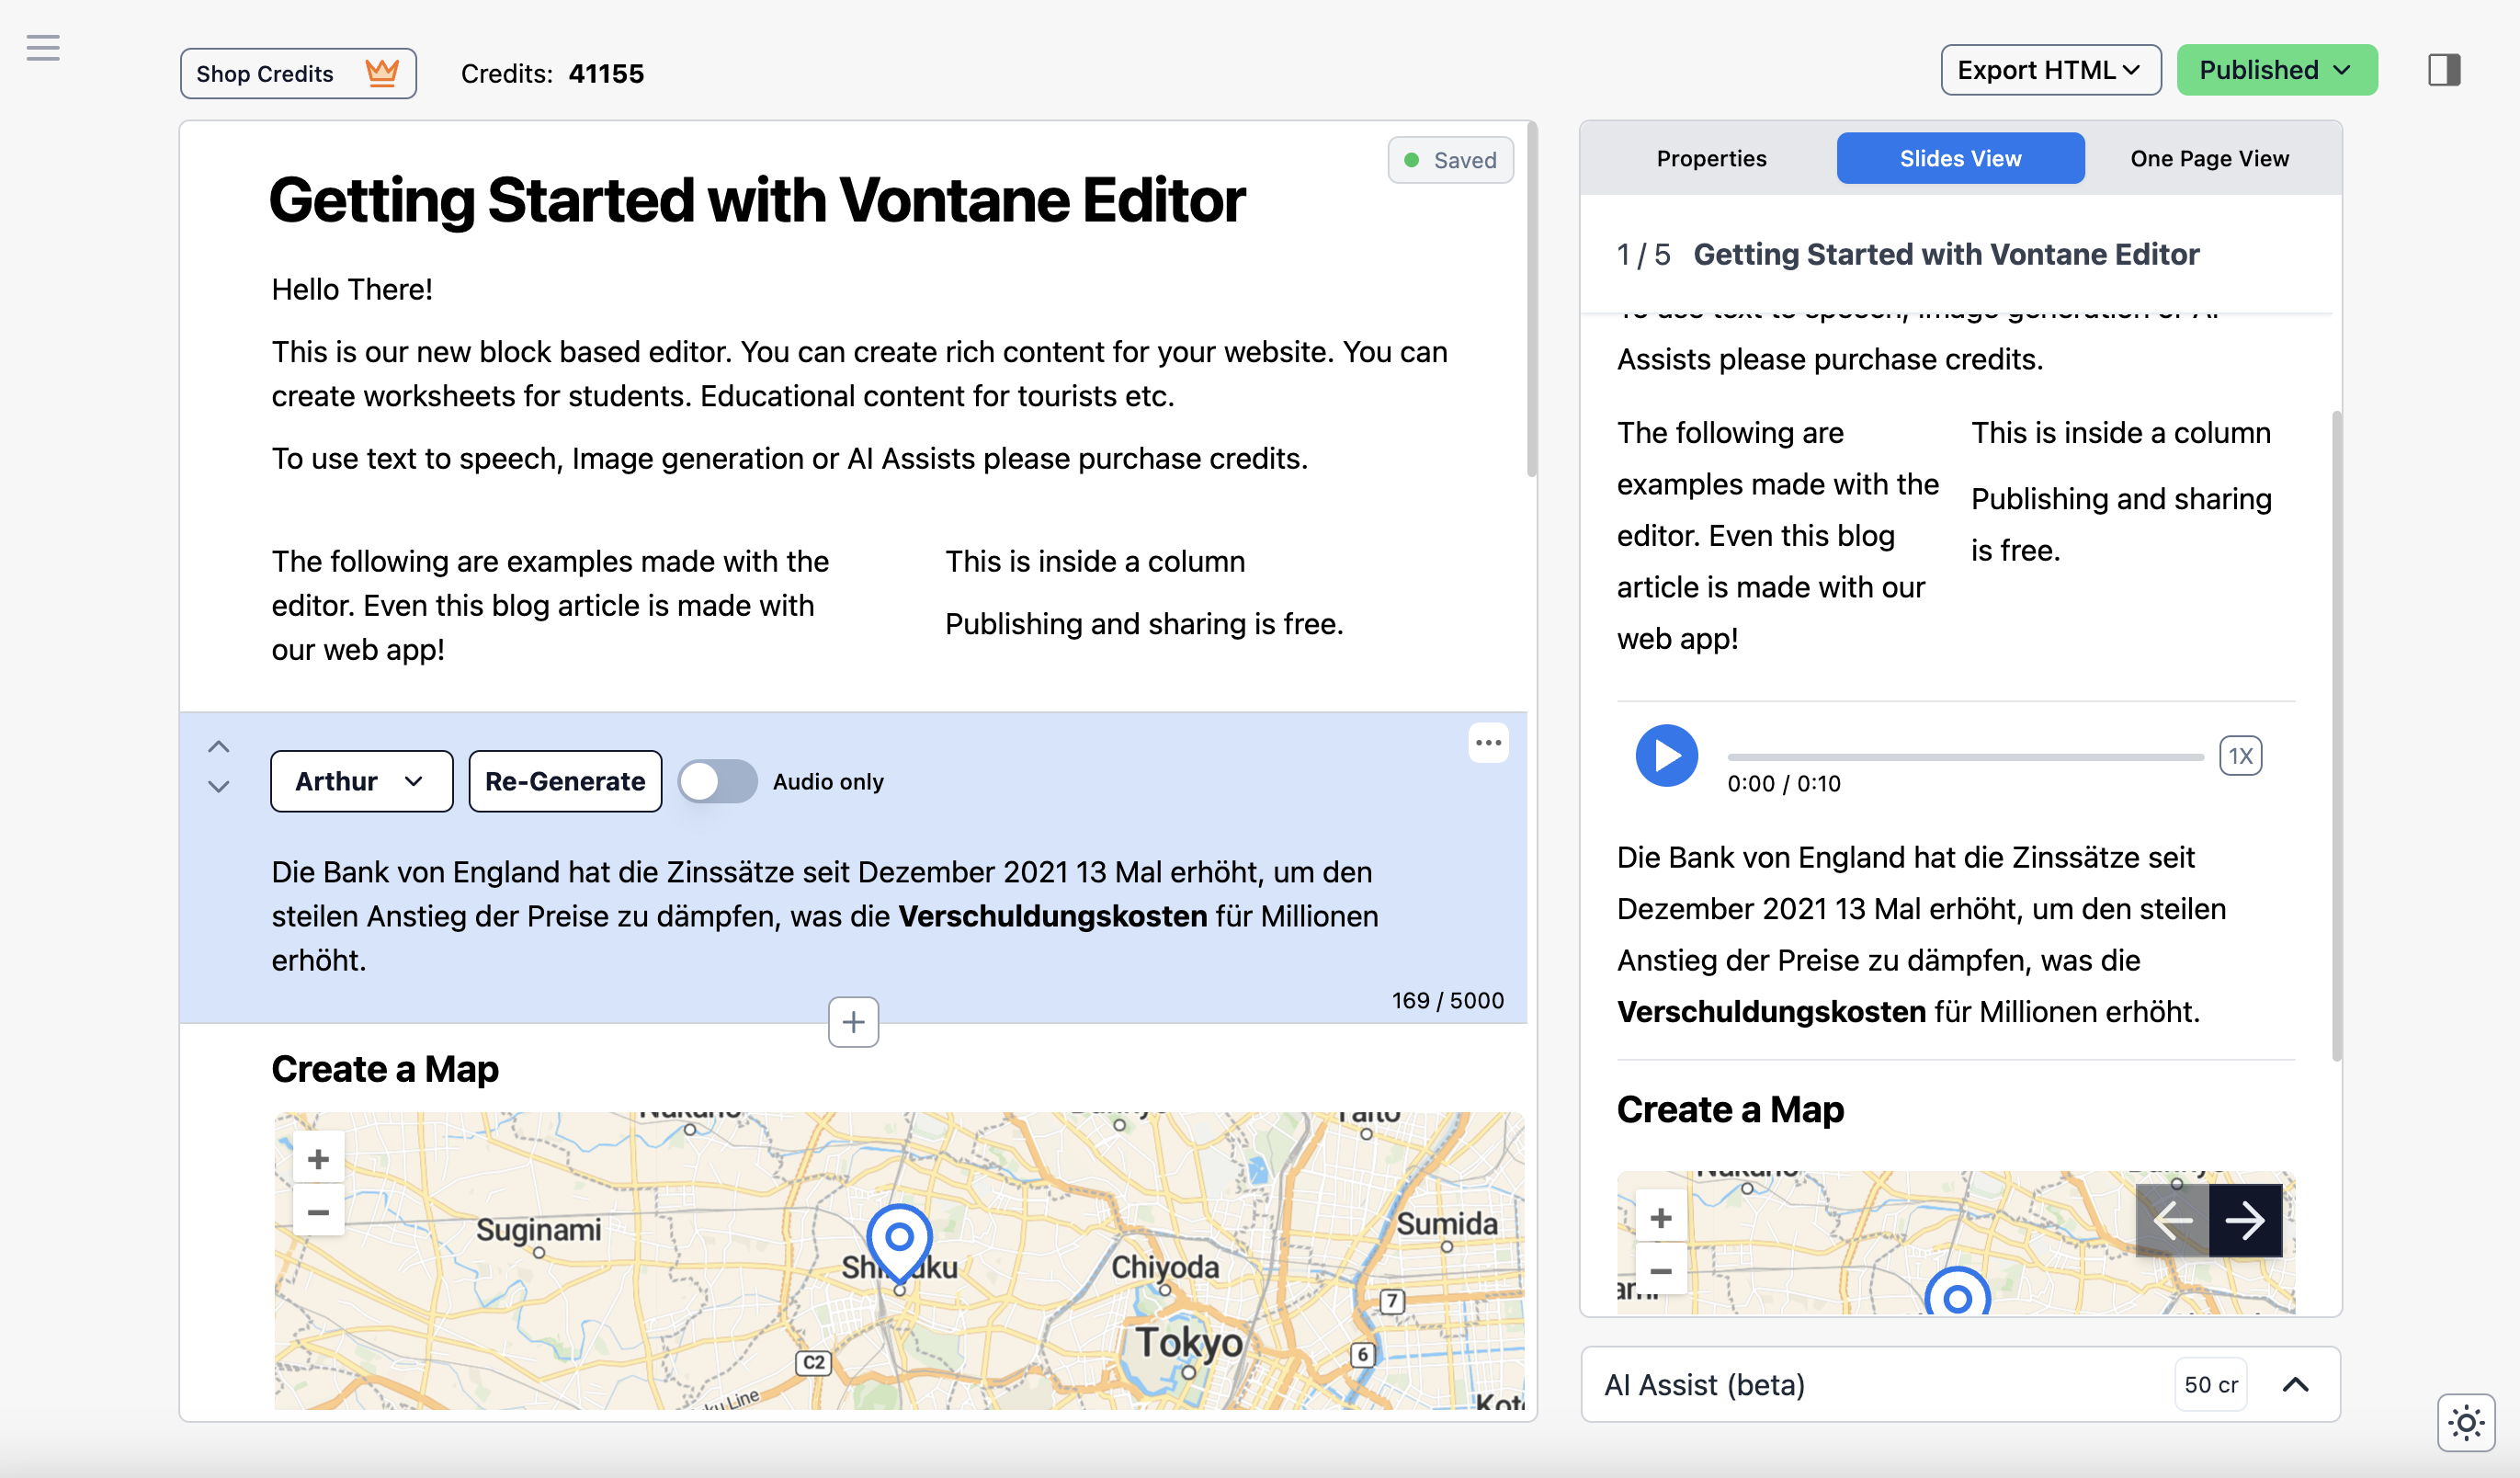 Shop Credits
Credits: 41155
Export HTML
Published
Saved
Getting Started with Vontane Editor
Hello There!
This is our new block based editor. You can create rich content for your website. You can
create worksheets for students. Educational content for tourists etc.
To use text to speech, Image generation or AI Assists please purchase credits.
The following are examples made with the
editor. Even this blog article is made with
our web app!
This is inside a column
Publishing and sharing is free.
Arthur
Re-Generate
Audio only
Die Bank von England hat die Zinssätze seit Dezember 2021 13 Mal erhöht, um den
steilen Anstieg der Preise zu dämpfen, was die Verschuldungskosten für Millionen
erhöht.
169 / 5000
Create a Map
Suginami
Chiyoda
Sumida
Tokyo
C2
7
6
Line
Properties
Slides View
One Page View
1 / 5 Getting Started with Vontane Editor
To use text to speech, Image generation or AI
Assists please purchase credits.
The following are
examples made with the
editor. Even this blog
article is made with our
web app!
This is inside a column
Publishing and sharing
is free.
1X
0:00 / 0:10
Die Bank von England hat die Zinssätze seit
Dezember 2021 13 Mal erhöht, um den steilen
Anstieg der Preise zu dämpfen, was die
Verschuldungskosten für Millionen erhöht.
Create a Map
AI Assist (beta)
50 cr